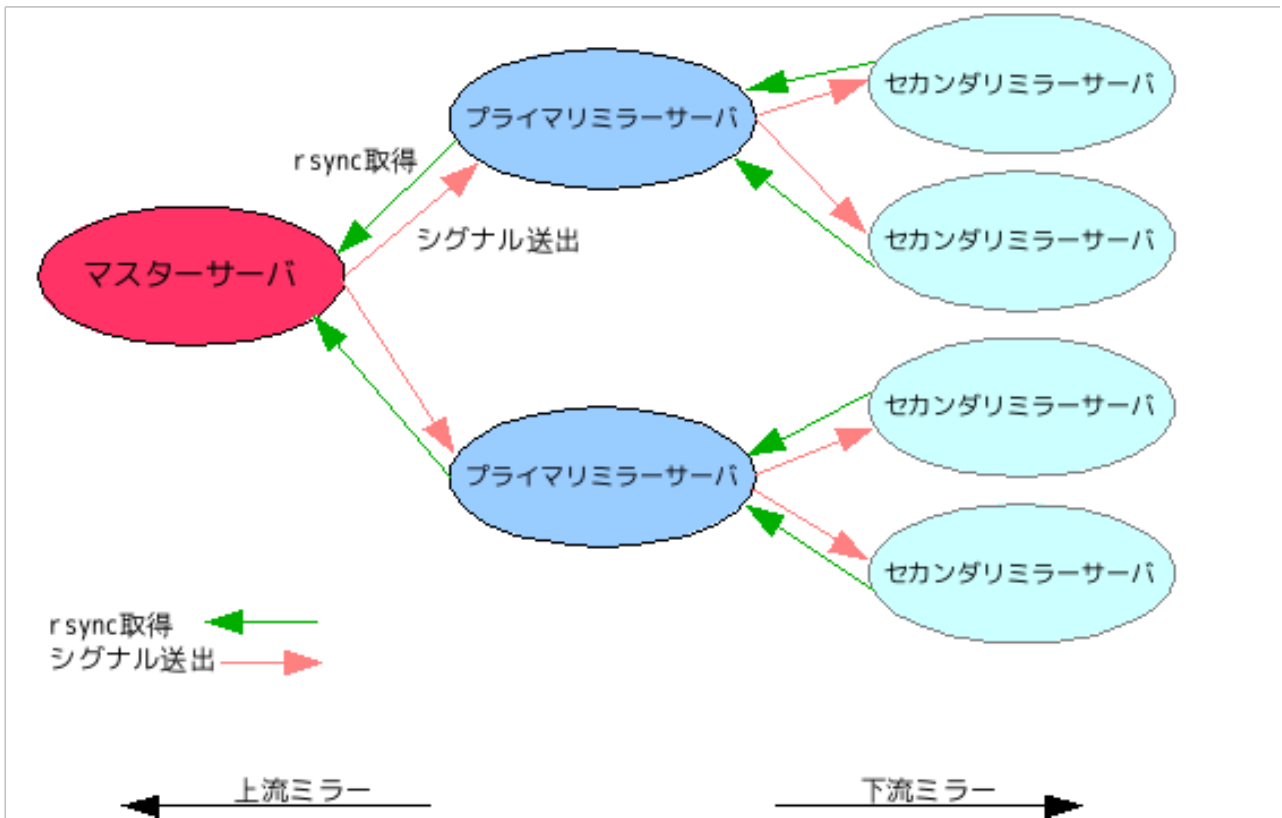 セカンダリミラーサーバ
プライマリミラーサーバ
rsync取得
シグナル送出
セカンダリミラーサーバ
マスターサーバ
セカンダリミラーサーバ
プライマリミラーサーバ
セカンダリミラーサーバ
rsync取得
シグナル送出
上流ミラー
下流ミラー